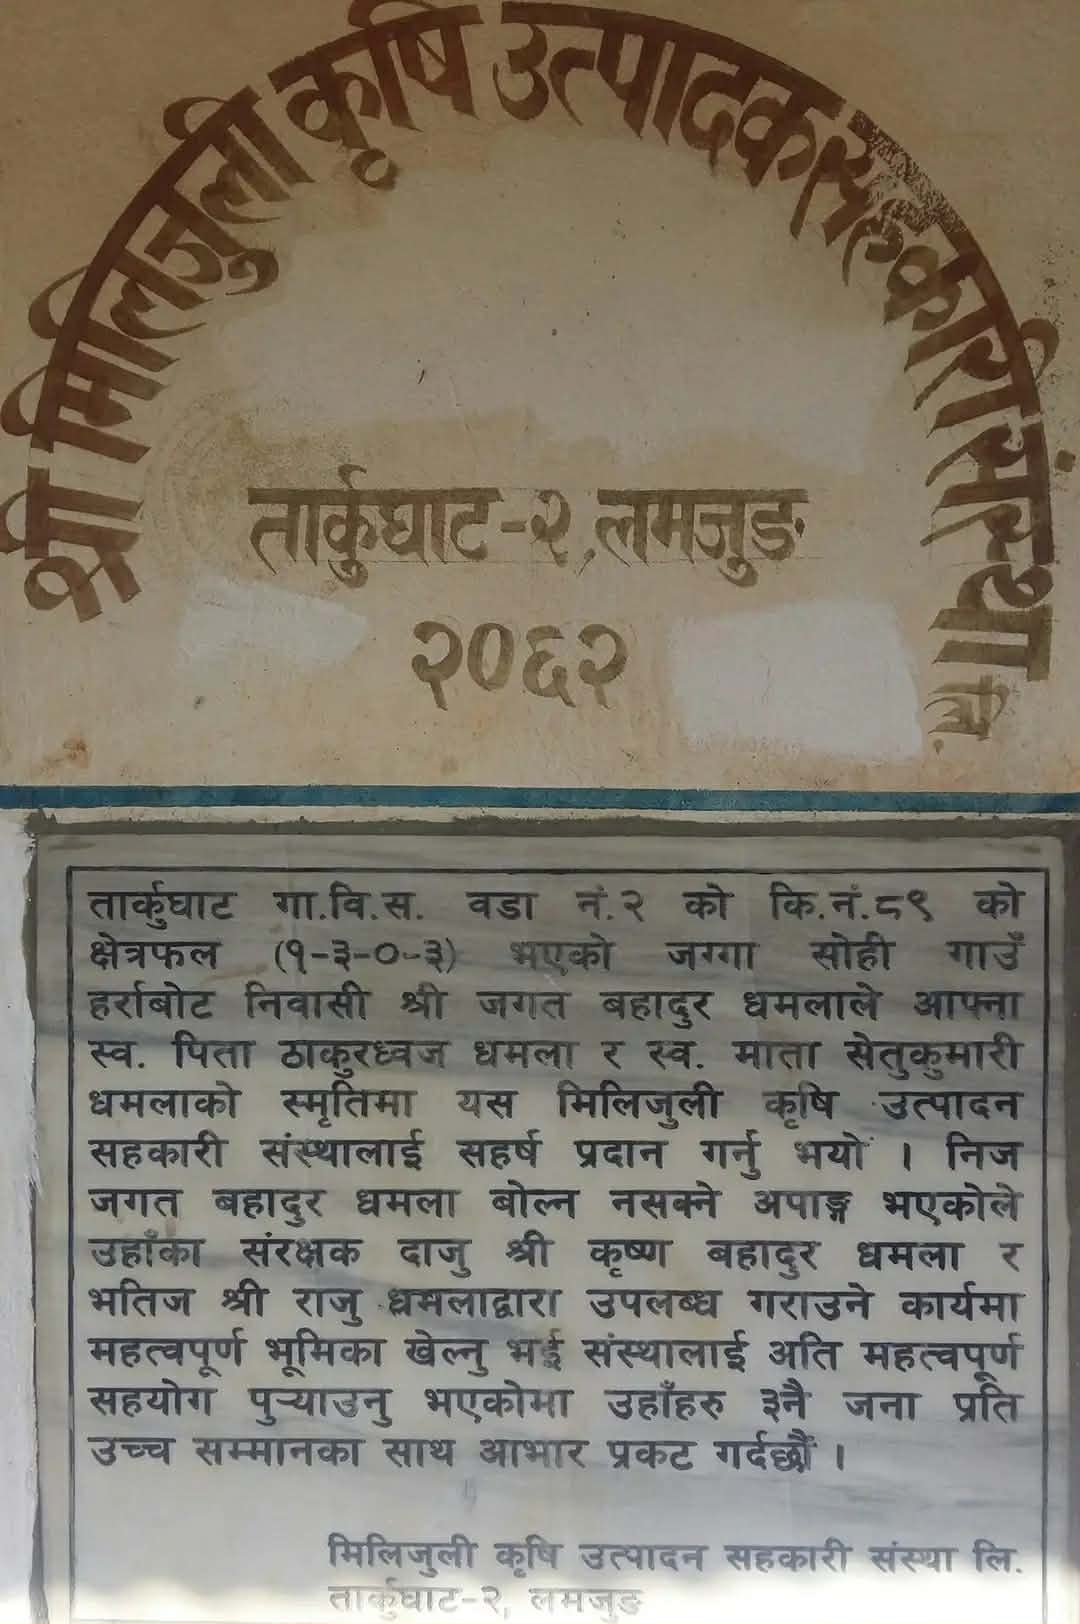 श्री मिलिजुली कृषि उत्पादक सहकारी संस्था लि.
तार्कुघाट-२, लमजुङ
२०६२
तार्कुघाट गा.वि.स. वडा नं.२ को कि.नं.८९ को
क्षेत्रफल (१-३-०-३) भएको जग्गा सोही गाउँ
हर्राबोट निवासी श्री जगत बहादुर धमलाले आफ्ना
स्व. पिता ठाकुरध्वज धमला र स्व. माता सेतुकुमारी
धमलाको स्मृतिमा यस मिलिजुली कृषि उत्पादन
सहकारी संस्थालाई सहर्ष प्रदान गर्नु भयो । निज
जगत बहादुर धमला बोल्न नसक्ने अपाङ्ग भएकोले
उहाँका संरक्षक दाजु श्री कृष्ण बहादुर धमला र
भतिज श्री राजु धमलाद्वारा उपलब्ध गराउने कार्यमा
महत्वपूर्ण भूमिका खेल्नु भई संस्थालाई अति महत्वपूर्ण
सहयोग पुर्‍याउनु भएकोमा उहाँहरु ३नै जना प्रति
उच्च सम्मानका साथ आभार प्रकट गर्दछौं ।
मिलिजुली कृषि उत्पादन सहकारी संस्था लि.
तार्कुघाट-२, लमजुङ